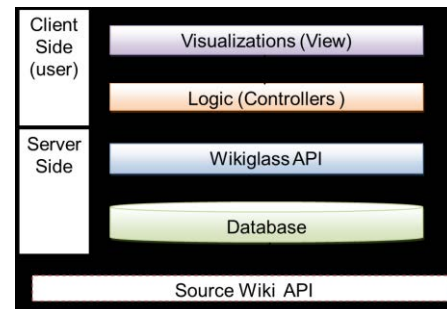 Client
Side
(user)
Visualizations (View)
Logic (Controllers )
Server
Side
Wikiglass API
Database
Source Wiki API